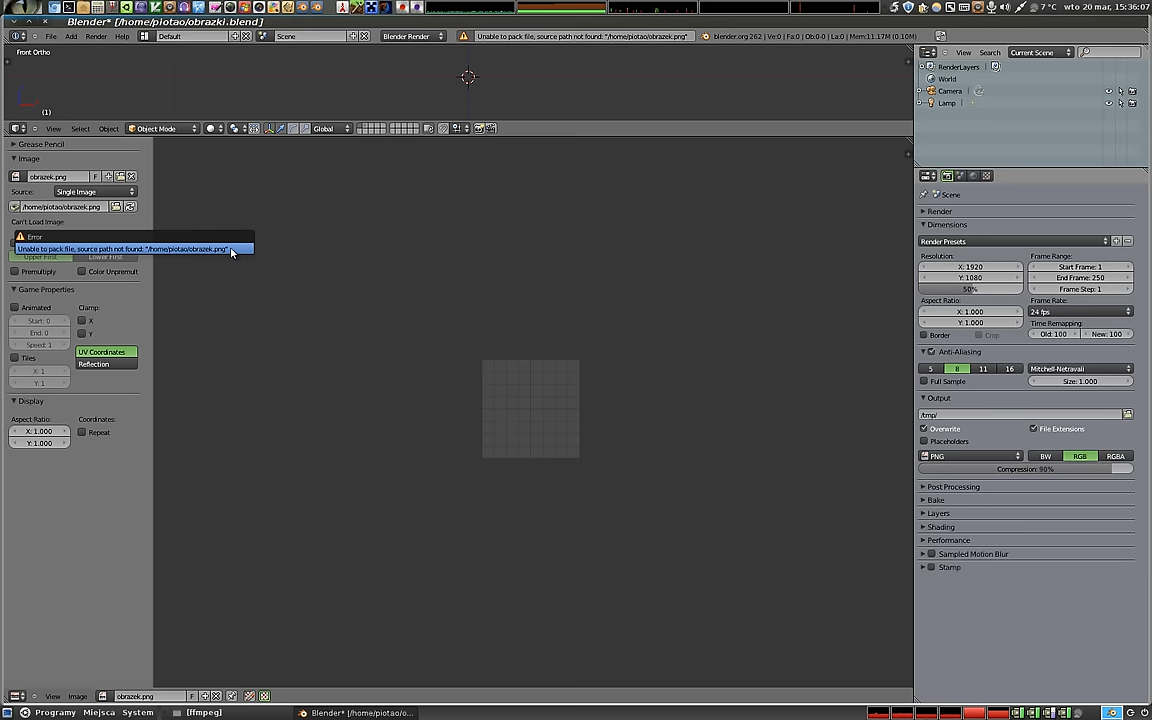 7 °C wto 20 mar, 15:36:07
Blender* [/home/piotao/obrazki.blend]
File Add Render Help Default Scene Blender Render Unable to pack file, source path not found: "/home/piotao/obrazek.png" blender.org 262 | Ve:0 | Fa:0 | Ob:0-0 | La:0 | Mem:11.17M (0.10M)
Front Ortho
(1)
View Select Object Object Mode Global
View Search Current Scene
RenderLayers
World
Camera
Lamp
Grease Pencil
Image
obrazek.png F
Source: Single Image
/home/piotao/obrazek.png
Can't Load Image
Error
Unable to pack file, source path not found: "/home/piotao/obrazek.png"
Upper First Lower First
Premultiply Color Unpremult
Game Properties
Animated Clamp:
Start: 0 X
End: 0 Y
Speed: 1
Tiles UV Coordinates
X: 1 Reflection
Y: 1
Display
Aspect Ratio: Coordinates:
X: 1.000 Repeat
Y: 1.000
Scene
Render
Dimensions
Render Presets
Resolution: Frame Range:
X: 1920 Start Frame: 1
Y: 1080 End Frame: 250
50% Frame Step: 1
Aspect Ratio: Frame Rate:
X: 1.000 24 fps
Y: 1.000 Time Remapping:
Border Crop Old: 100 New: 100
Anti-Aliasing
5 8 11 16 Mitchell-Netravali
Full Sample Size: 1.000
Output
/tmp/
Overwrite File Extensions
Placeholders
PNG BW RGB RGBA
Compression: 90%
Post Processing
Bake
Layers
Shading
Performance
Sampled Motion Blur
Stamp
View Image obrazek.png F
Programy Miejsca System [ffmpeg] Blender* [/home/piotao/o...